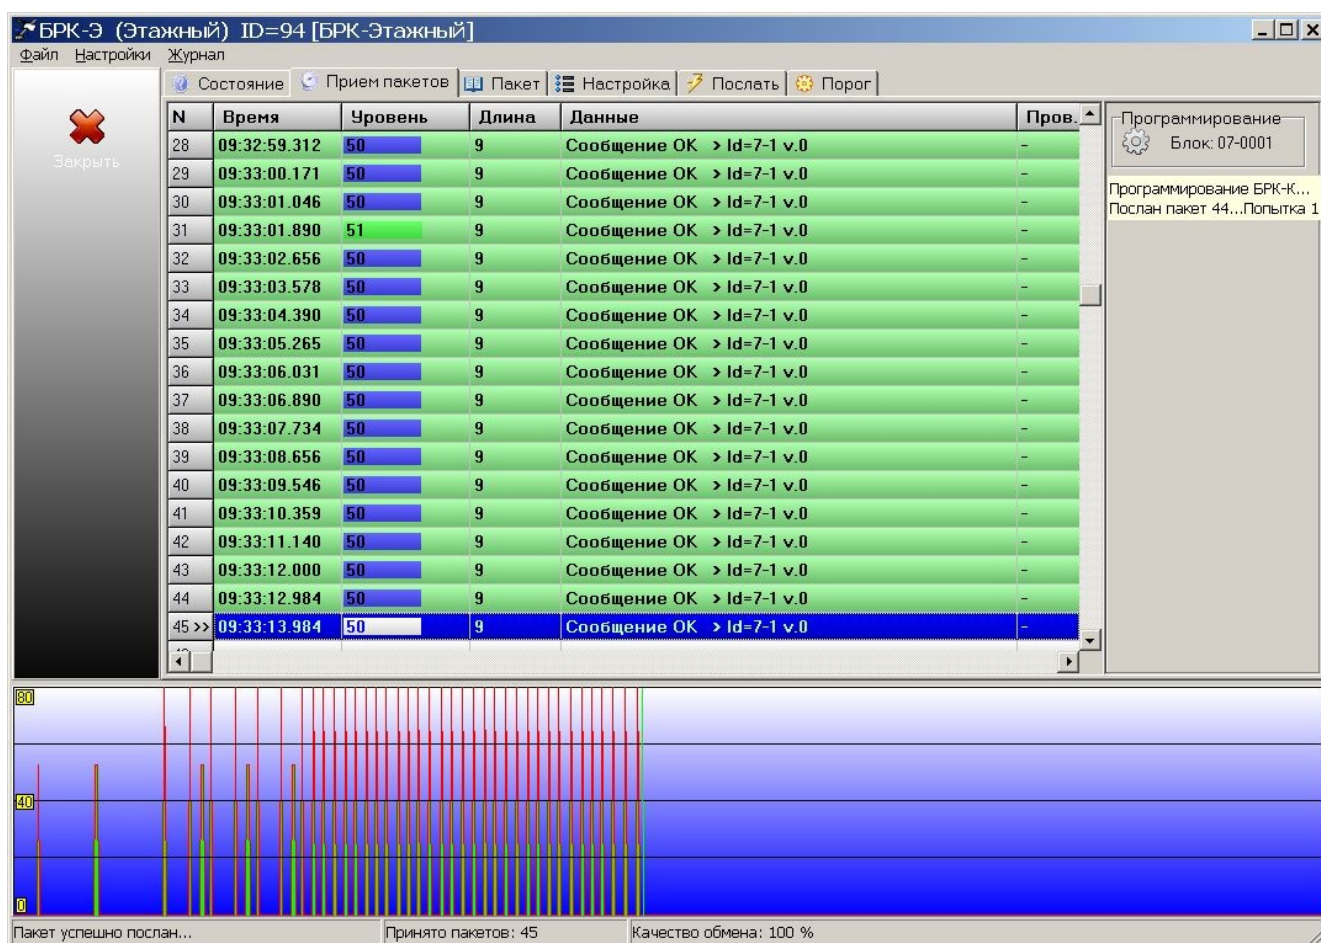 БРК-Э (Этажный) ID=94 [БРК-Этажный]
Файл Настройки Журнал
Состояние Прием пакетов Пакет Настройка Послать Порог
Закрыть
N Время Уровень Длина Данные Пров.
28 09:32:59.312 50 9 Сообщение OK > Id=7-1 v.0 -
29 09:33:00.171 50 9 Сообщение OK > Id=7-1 v.0 -
30 09:33:01.046 50 9 Сообщение OK > Id=7-1 v.0 -
31 09:33:01.890 51 9 Сообщение OK > Id=7-1 v.0 -
32 09:33:02.656 50 9 Сообщение OK > Id=7-1 v.0 -
33 09:33:03.578 50 9 Сообщение OK > Id=7-1 v.0 -
34 09:33:04.390 50 9 Сообщение OK > Id=7-1 v.0 -
35 09:33:05.265 50 9 Сообщение OK > Id=7-1 v.0 -
36 09:33:06.031 50 9 Сообщение OK > Id=7-1 v.0 -
37 09:33:06.890 50 9 Сообщение OK > Id=7-1 v.0 -
38 09:33:07.734 50 9 Сообщение OK > Id=7-1 v.0 -
39 09:33:08.656 50 9 Сообщение OK > Id=7-1 v.0 -
40 09:33:09.546 50 9 Сообщение OK > Id=7-1 v.0 -
41 09:33:10.359 50 9 Сообщение OK > Id=7-1 v.0 -
42 09:33:11.140 50 9 Сообщение OK > Id=7-1 v.0 -
43 09:33:12.000 50 9 Сообщение OK > Id=7-1 v.0 -
44 09:33:12.984 50 9 Сообщение OK > Id=7-1 v.0 -
45 >> 09:33:13.984 50 9 Сообщение OK > Id=7-1 v.0 -
Программирование
Блок: 07-0001
Программирование БРК-К...
Послан пакет 44...Попытка 1
80
40
0
Пакет успешно послан... Принято пакетов: 45 Качество обмена: 100 %